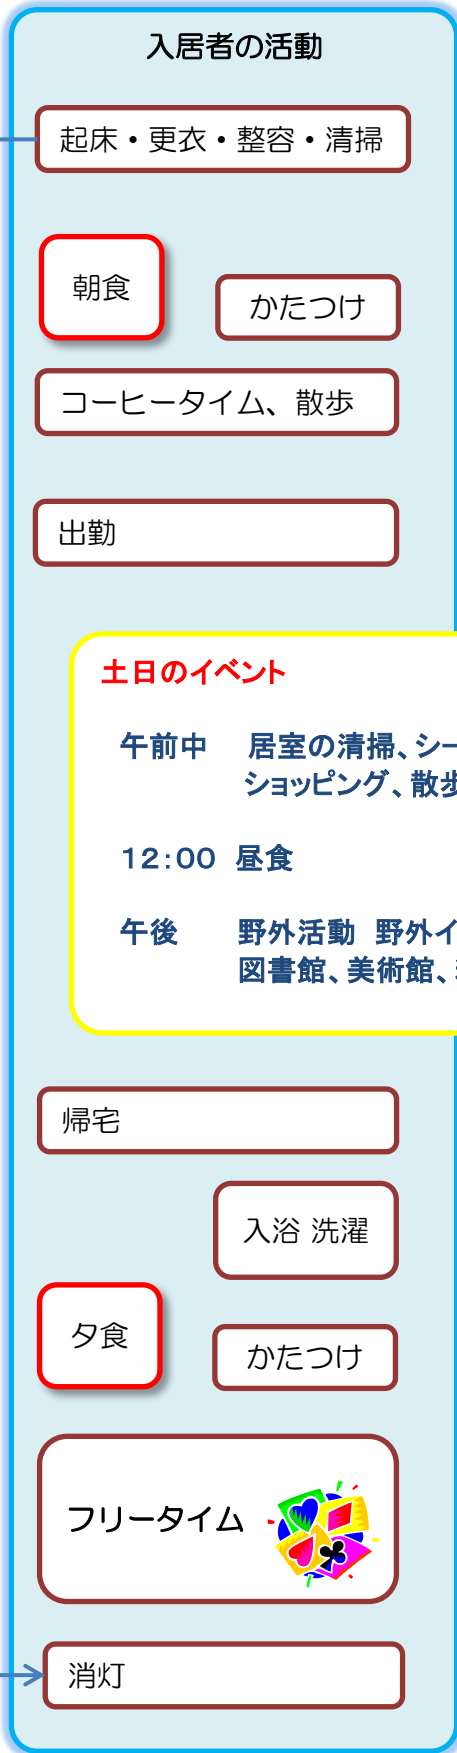 入居者の活動
起床・更衣・整容・清掃
朝食
かたつけ
コーヒータイム、散歩
出勤
土日のイベント
午前中 居室の清掃、シー
ショッピング、散歩
12:00 昼食
午後 野外活動 野外イ
図書館、美術館、
帰宅
入浴 洗濯
夕食
かたつけ
フリータイム
消灯